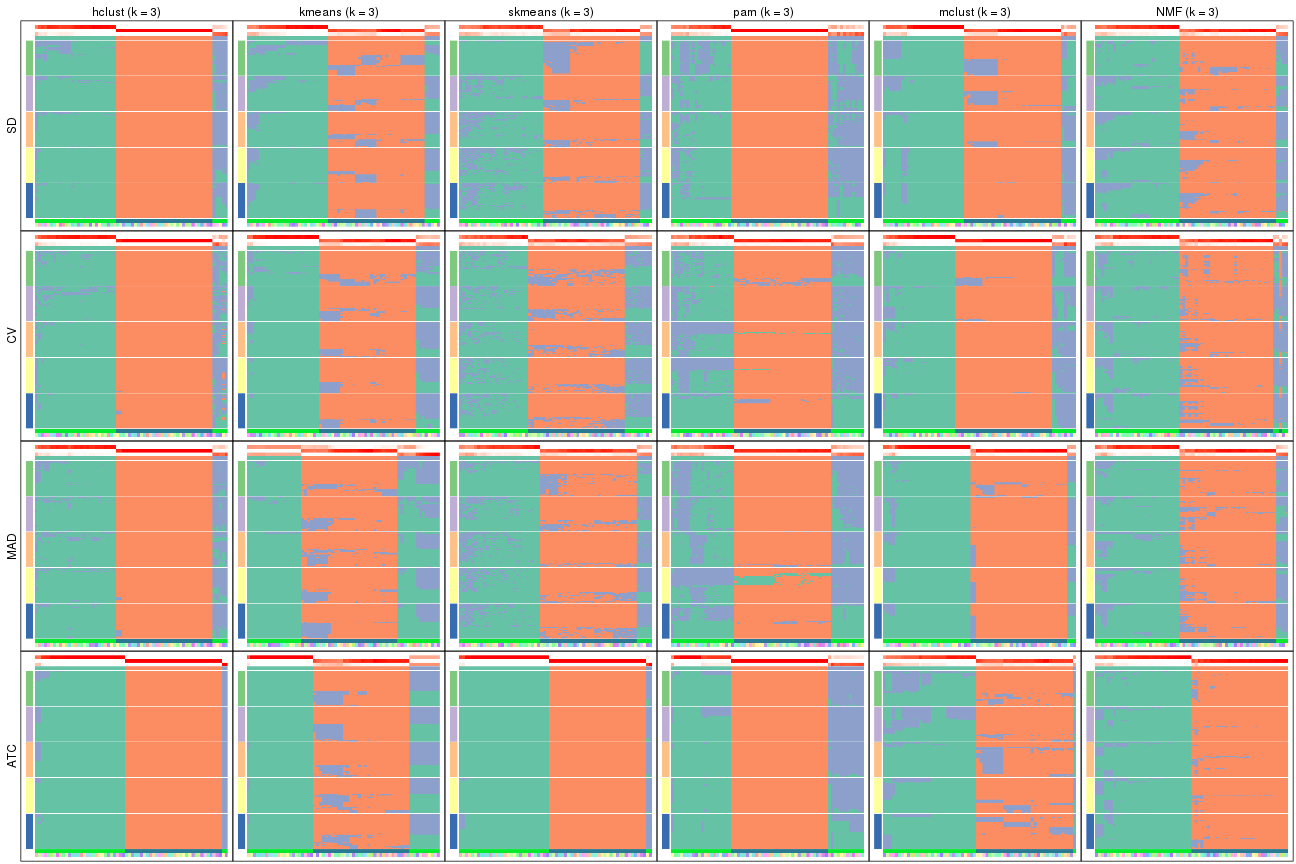 hclust (k = 3) kmeans (k = 3) skmeans (k = 3) pam (k = 3) mclust (k = 3) NMF (k = 3)
SD
CV
MAD
ATC